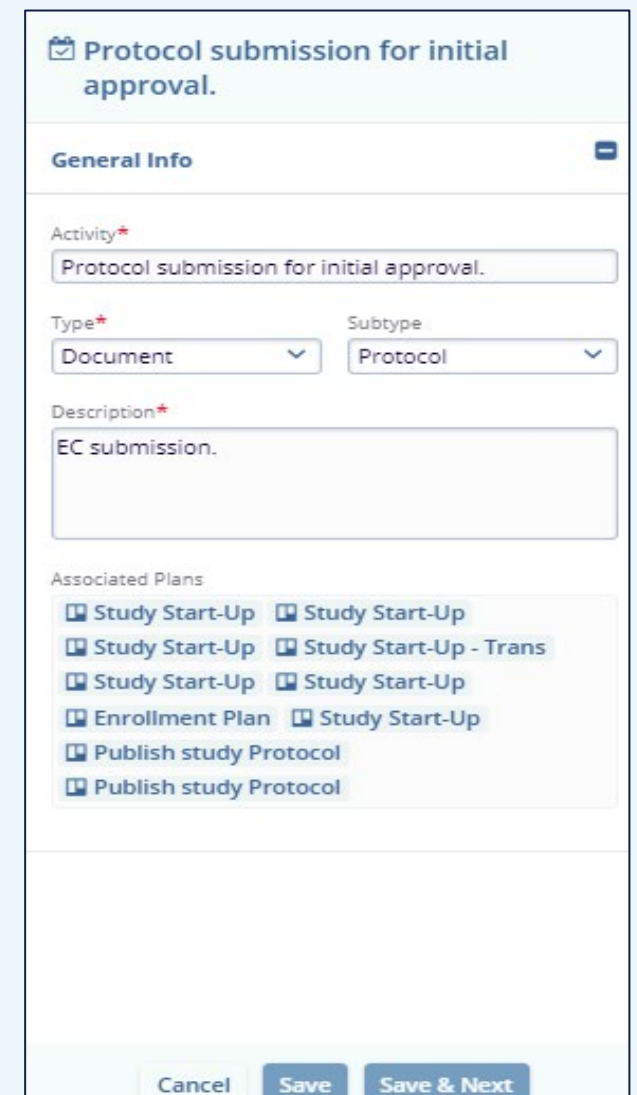 Protocol submission for initial
approval.
General Info
Activity*
Protocol submission for initial approval.
Type* Subtype
Document Protocol
Description*
EC submission.
Associated Plans
Study Start-Up Study Start-Up
Study Start-Up Study Start-Up - Trans
Study Start-Up Study Start-Up
Enrollment Plan Study Start-Up
Publish study Protocol
Publish study Protocol
Cancel Save Save & Next